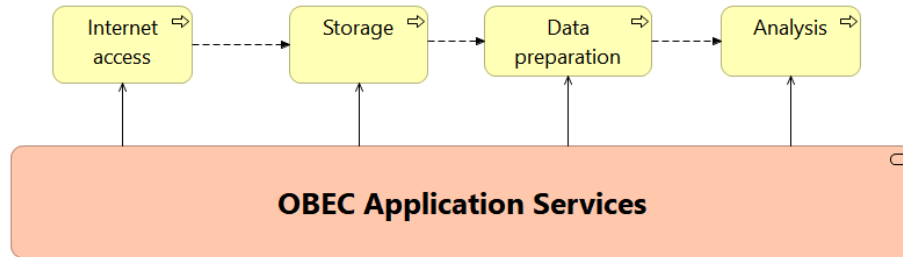 Internet
access
Storage
Data
preparation
Analysis
OBEC Application Services